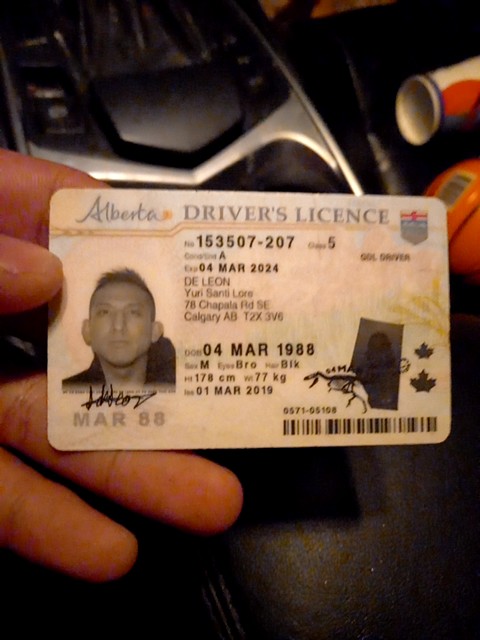 Alberta DRIVER'S LICENCE
No 153507-207 Class 5
Cond/End A
GDL DRIVER
Exp 04 MAR 2024
DE LEON
Yuri Santi Lore
78 Chapala Rd SE
Calgary AB T2X 3V6
DOB 04 MAR 1988
Sex M Eyes Bro Hair Blk
Ht 178 cm Wt 77 kg
Iss 01 MAR 2019
MAR 88
0571-05108